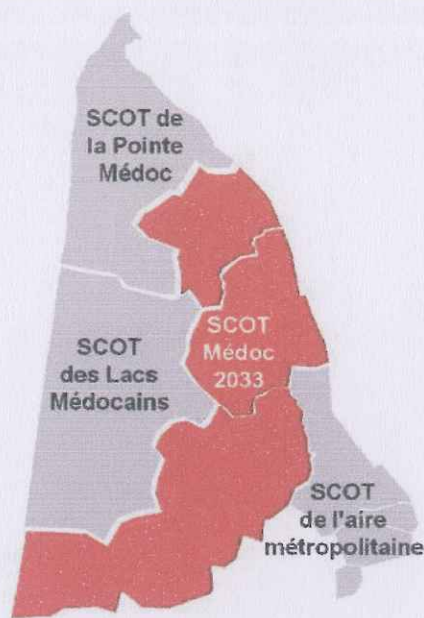 SCOT de
la Pointe
Médoc
SCOT
Médoc
2033
SCOT
des Lacs
Médocains
SCOT
de l'aire
métropolitaine